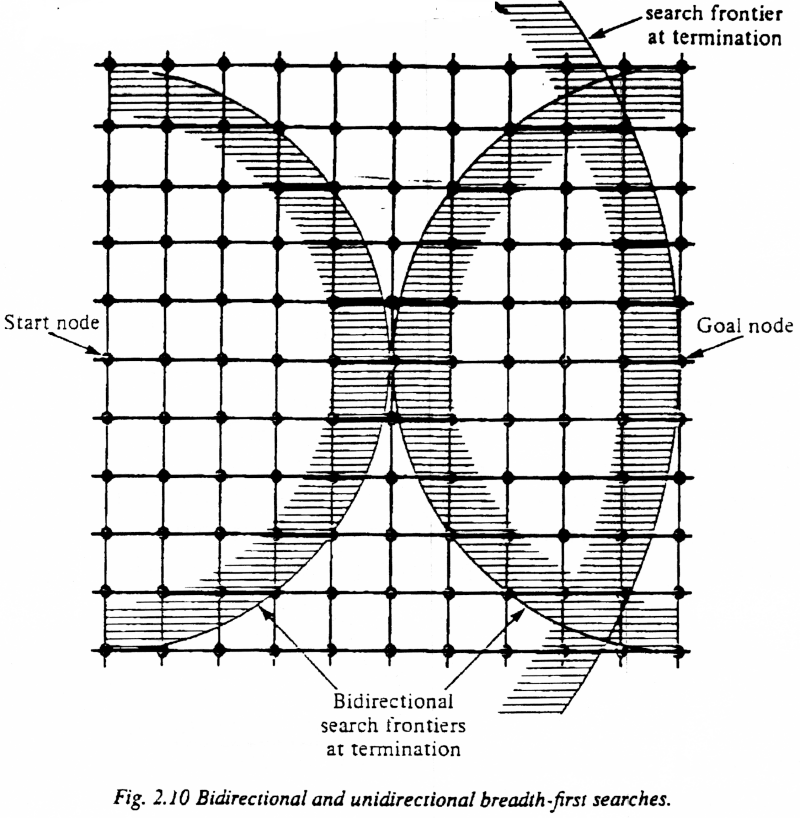 search frontier
at termination
Start node
Goal node
Bidirectional
search frontiers
at termination
Fig. 2.10 Bidirectional and unidirectional breadth-first searches.